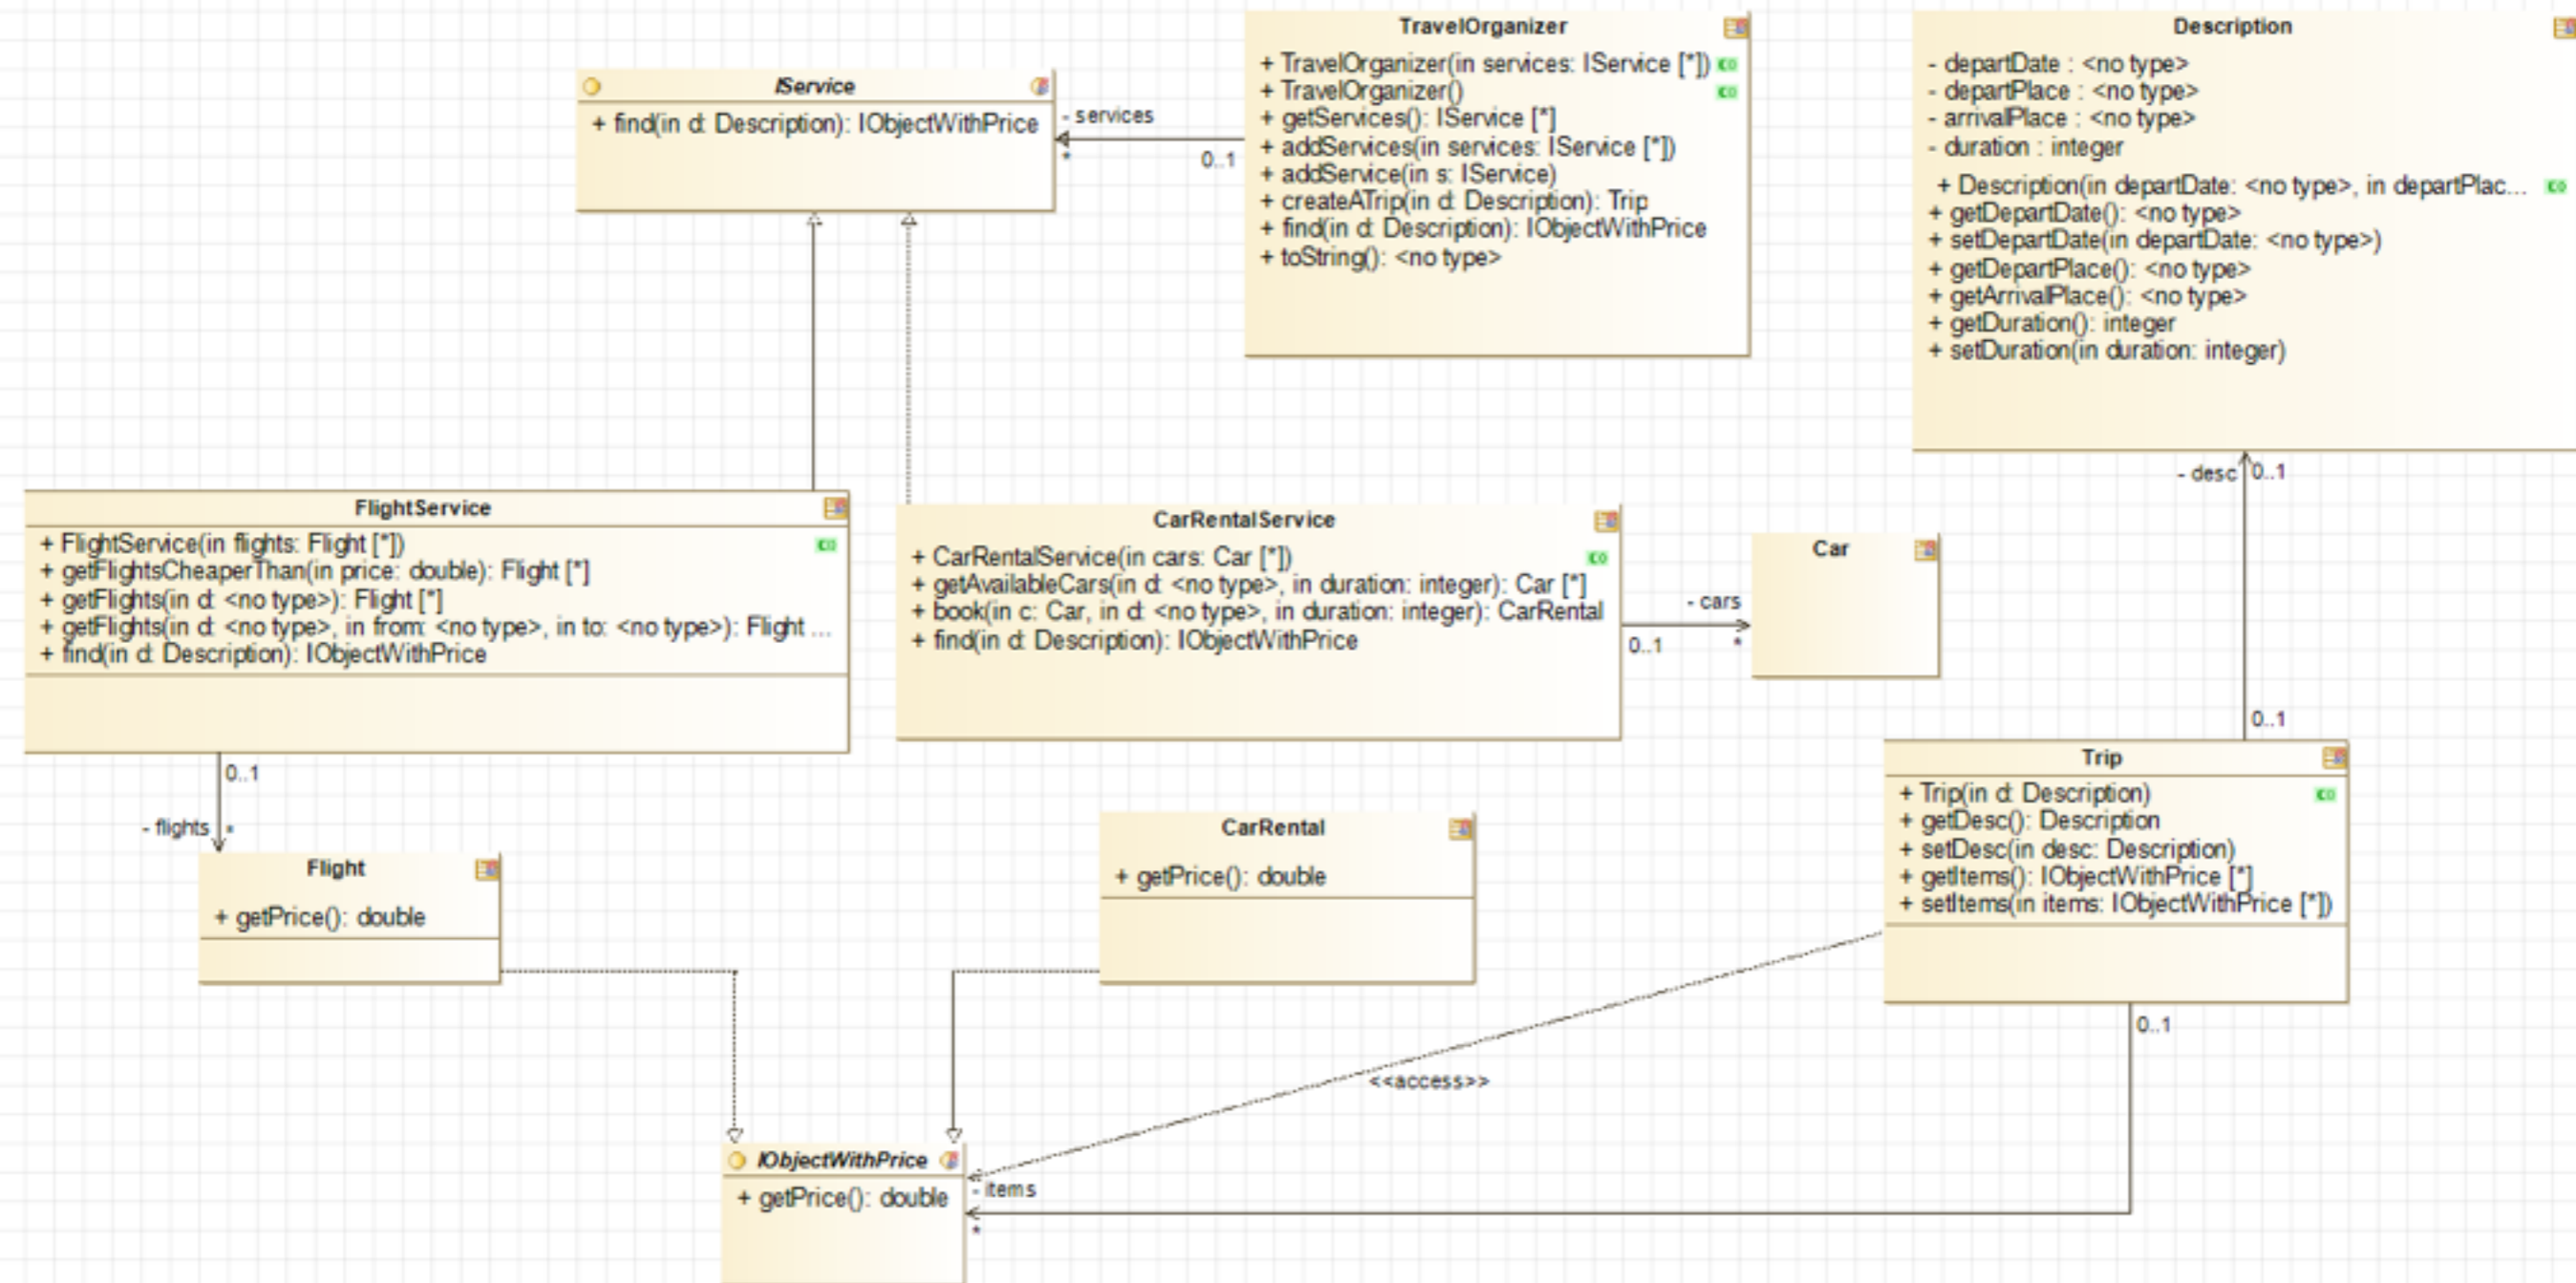 IService
+ find(in d: Description): IObjectWithPrice
- services
*
0..1
TravelOrganizer
+ TravelOrganizer(in services: IService [*])
+ TravelOrganizer()
+ getServices(): IService [*]
+ addServices(in services: IService [*])
+ addService(in s: IService)
+ createATrip(in d: Description): Trip
+ find(in d: Description): IObjectWithPrice
+ toString(): <no type>
Description
- departDate : <no type>
- departPlace : <no type>
- arrivalPlace : <no type>
- duration : integer
+ Description(in departDate: <no type>, in departPlac...
+ getDepartDate(): <no type>
+ setDepartDate(in departDate: <no type>)
+ getDepartPlace(): <no type>
+ getArrivalPlace(): <no type>
+ getDuration(): integer
+ setDuration(in duration: integer)
- desc
0..1
0..1
FlightService
+ FlightService(in flights: Flight [*])
+ getFlightsCheaperThan(in price: double): Flight [*]
+ getFlights(in d: <no type>): Flight [*]
+ getFlights(in d: <no type>, in from: <no type>, in to: <no type>): Flight ...
+ find(in d: Description): IObjectWithPrice
0..1
- flights
*
CarRentalService
+ CarRentalService(in cars: Car [*])
+ getAvailableCars(in d: <no type>, in duration: integer): Car [*]
+ book(in c: Car, in d: <no type>, in duration: integer): CarRental
+ find(in d: Description): IObjectWithPrice
- cars
0..1
*
Car
Trip
+ Trip(in d: Description)
+ getDesc(): Description
+ setDesc(in desc: Description)
+ getItems(): IObjectWithPrice [*]
+ setItems(in items: IObjectWithPrice [*])
0..1
Flight
+ getPrice(): double
CarRental
+ getPrice(): double
<<access>>
IObjectWithPrice
+ getPrice(): double
- items
*